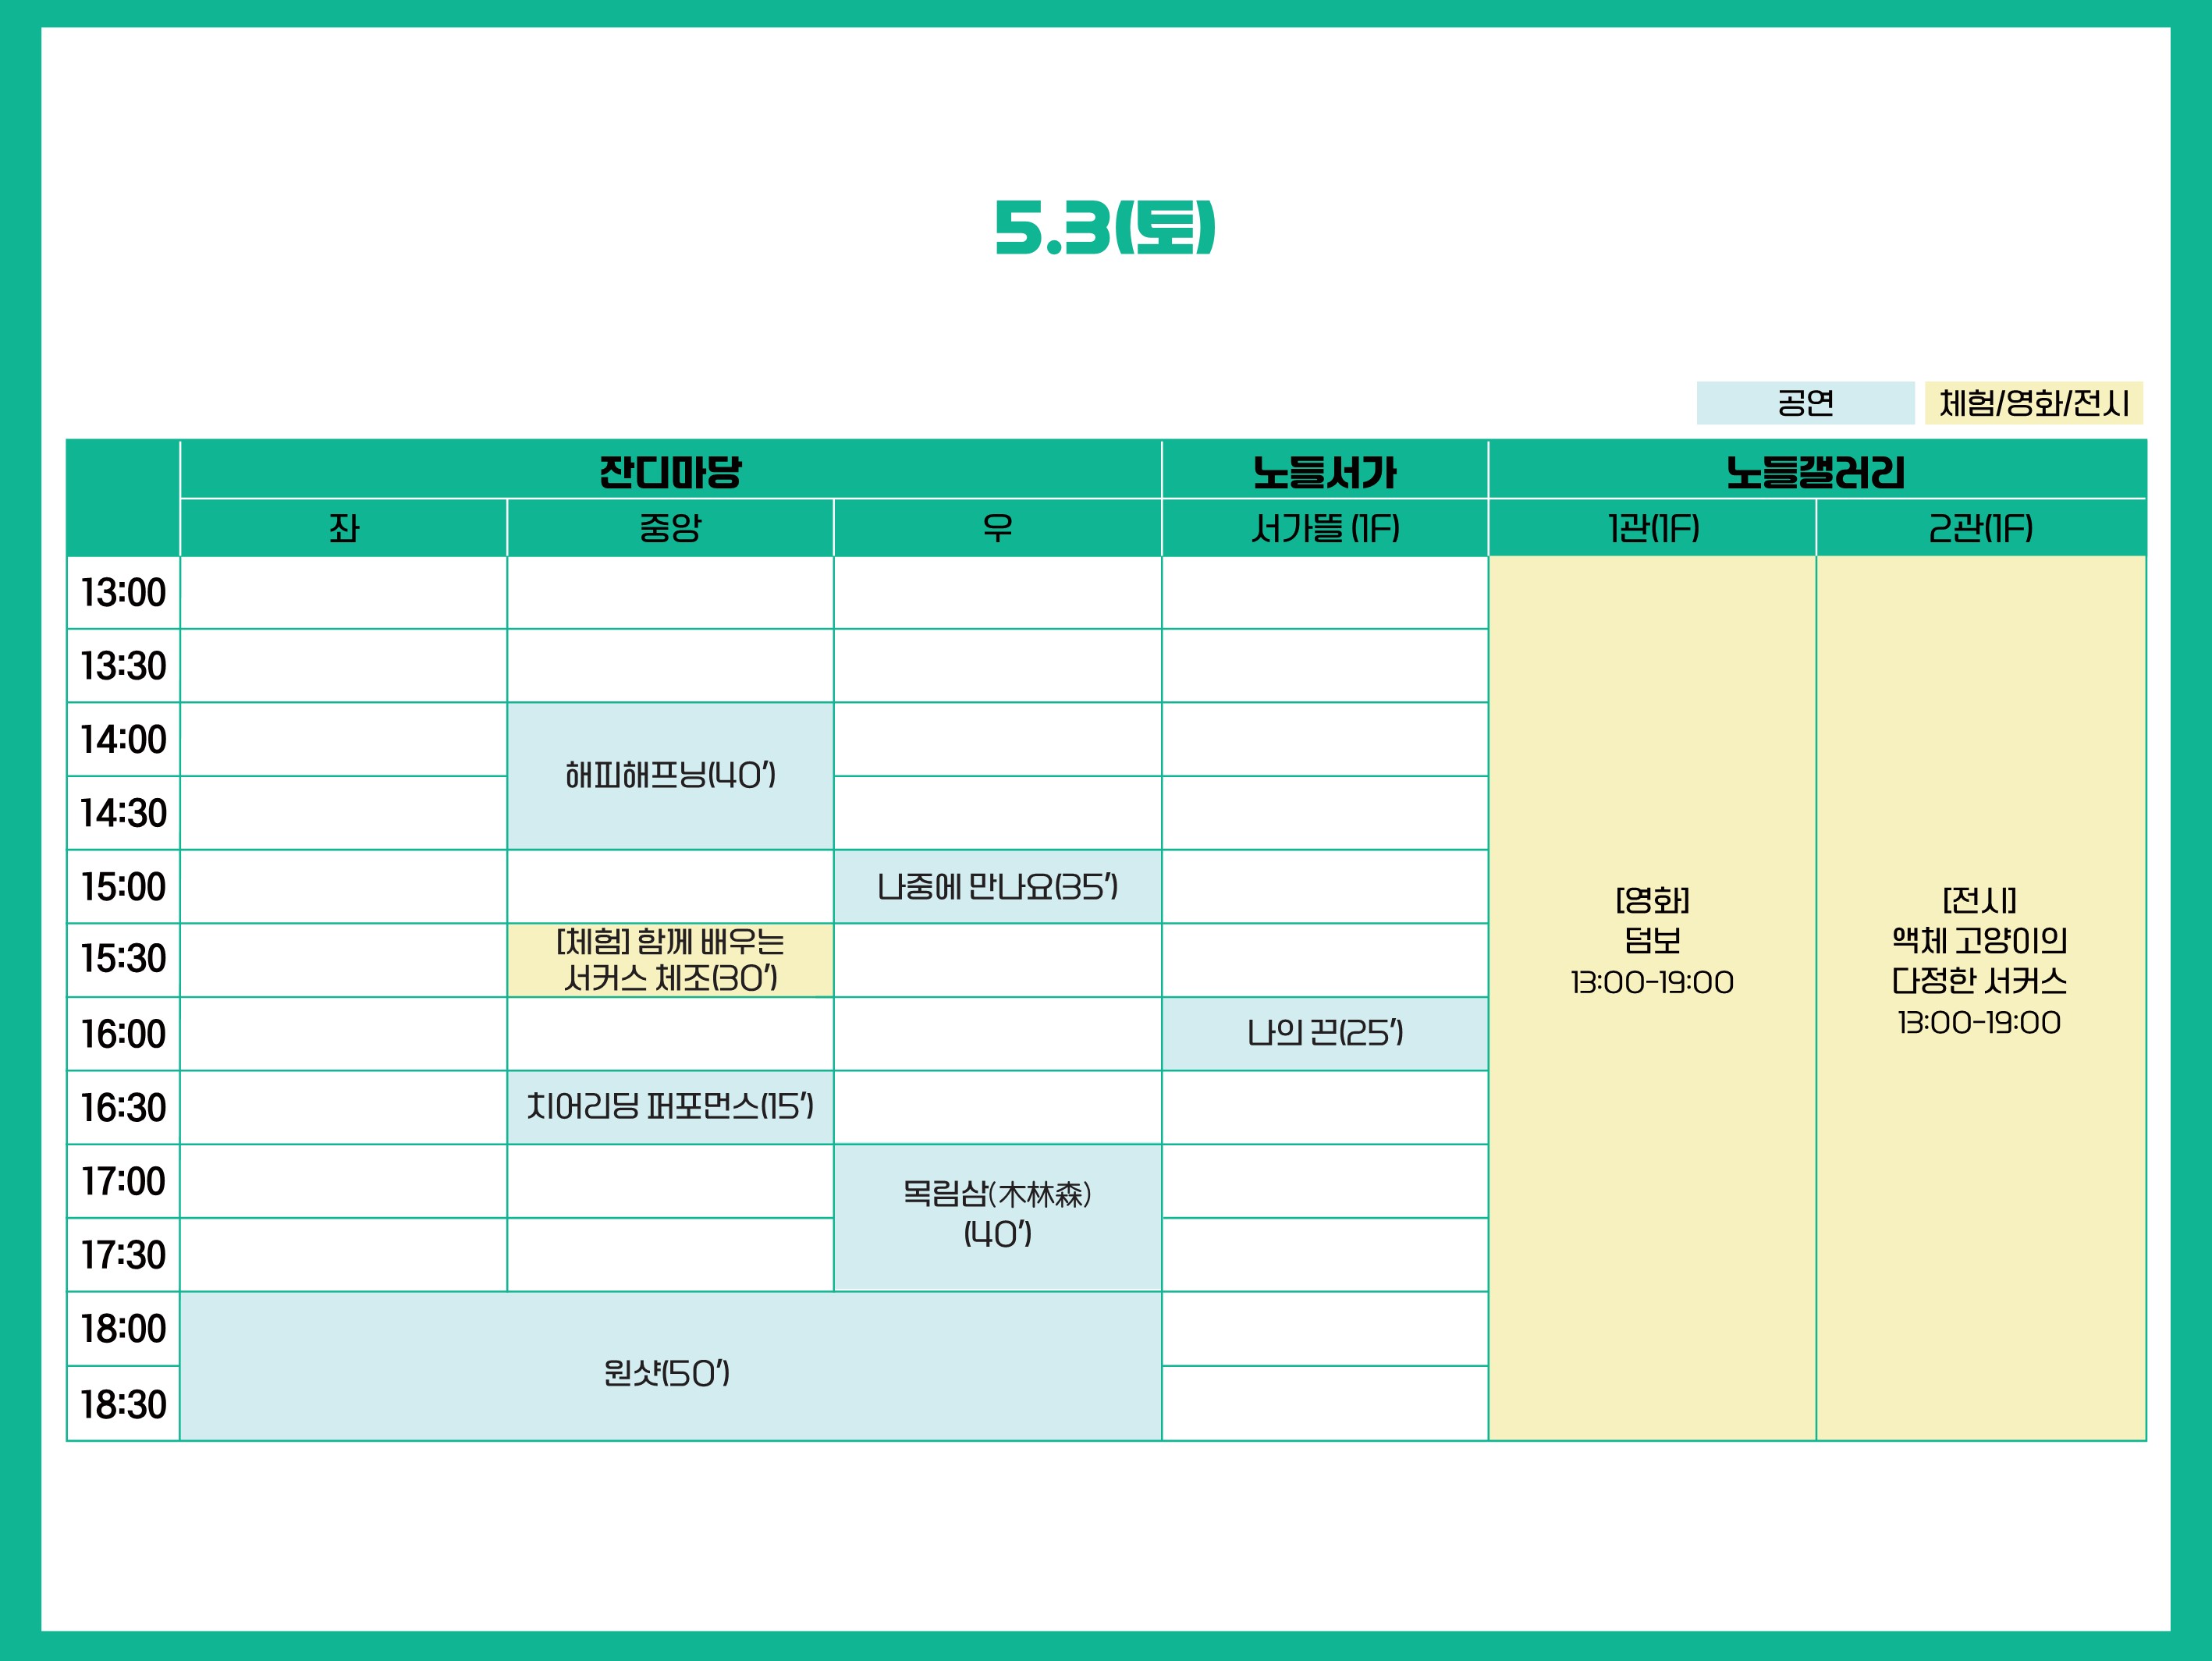 5.3(토)
공연 체험/영화/전시
잔디마당 노들서가 노들갤러리
좌 중앙 우 서가뜰 (1F) 1관(1F) 2관(1F)
13:00
13:30
14:00
해피해프닝(40')
14:30
15:00 나중에 만나요(35')
15:30
[체험] 함께 배우는
서커스 체조(30')
[영화]
덤보
13:00-19:00
[전시]
액체 고양이의
다정한 서커스
13:00-19:00
16:00 나의 끈(25')
16:30 치어리딩 퍼포먼스(15')
17:00
목림삼(木林森)
(40')
17:30
18:00
원샷(50')
18:30